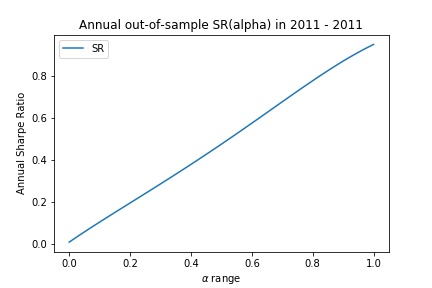 Annual out-of-sample SR(alpha) in 2011 - 2011
SR
Annual Sharpe Ratio
0.8
0.6
0.4
0.2
0.0
0.0 0.2 0.4 0.6 0.8 1.0
α range